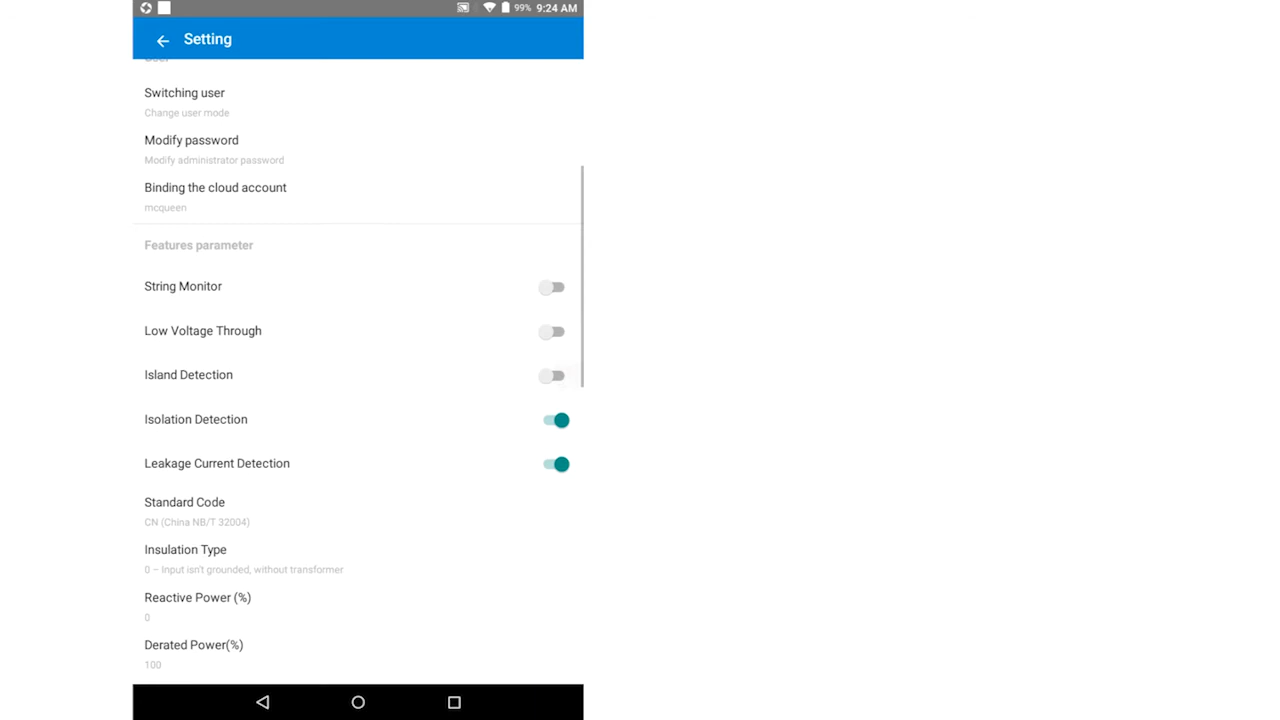 99% 9:24 AM
Setting
Switching user
Change user mode
Modify password
Modify administrator password
Binding the cloud account
mcqueen
Features parameter
String Monitor
Low Voltage Through
Island Detection
Isolation Detection
Leakage Current Detection
Standard Code
CN (China NB/T 32004)
Insulation Type
0 – Input isn't grounded, without transformer
Reactive Power (%)
0
Derated Power(%)
100